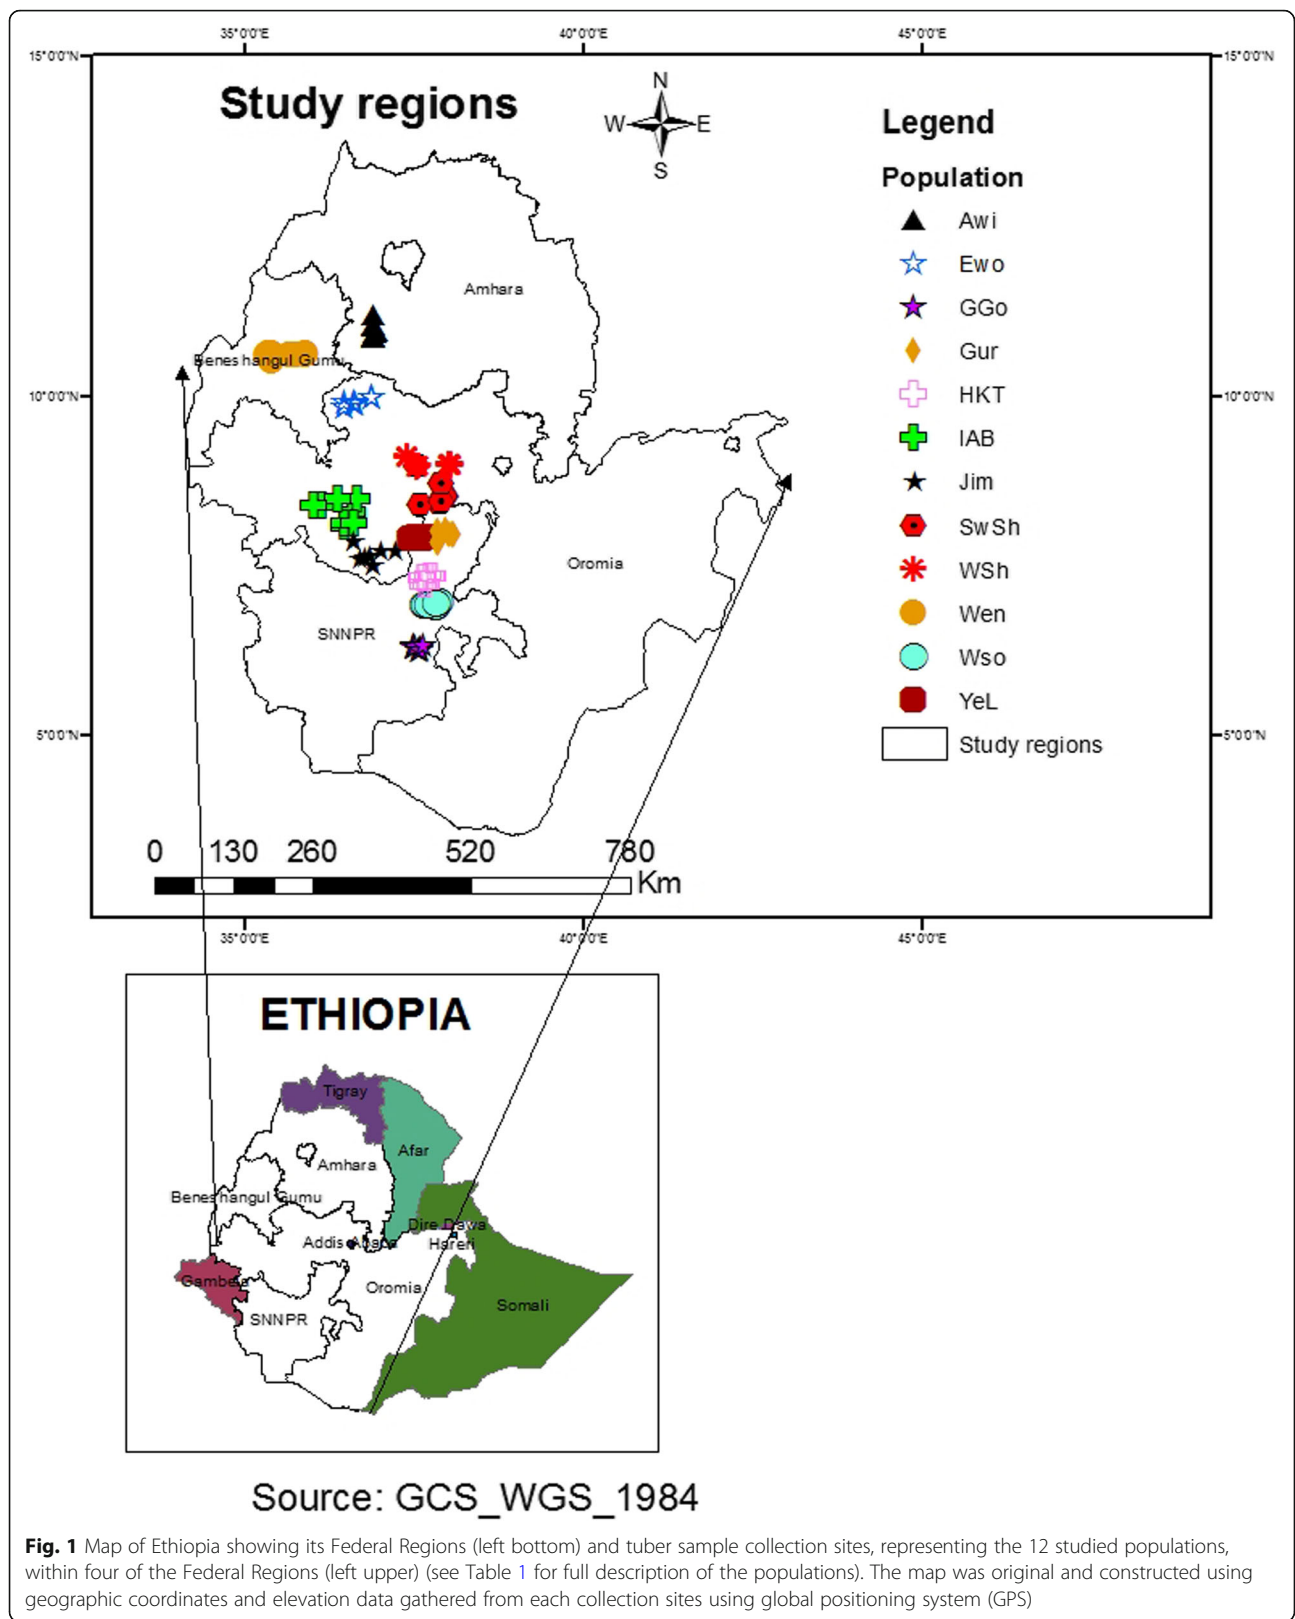 35°0'0"E 40°0'0"E 45°0'0"E
15°0'0"N 15°0'0"N
Study regions
N
W E
S
Legend
Population
Awi
Ewo
GGo
Gur
HKT
IAB
Jim
SwSh
WSh
Wen
Wso
YeL
Study regions
Amhara
Beneshangul Gumu
10°0'0"N 10°0'0"N
Oromia
SNNPR
5°0'0"N 5°0'0"N
0 130 260 520 780
Km
35°0'0"E 40°0'0"E 45°0'0"E
ETHIOPIA
Tigray
Afar
Amhara
Beneshangul Gumu
Dire Dawa
Addis Ababa
Hareri
Gambela
Oromia
Somali
SNNPR
Source: GCS_WGS_1984
Fig. 1 Map of Ethiopia showing its Federal Regions (left bottom) and tuber sample collection sites, representing the 12 studied populations,
within four of the Federal Regions (left upper) (see Table 1 for full description of the populations). The map was original and constructed using
geographic coordinates and elevation data gathered from each collection sites using global positioning system (GPS)